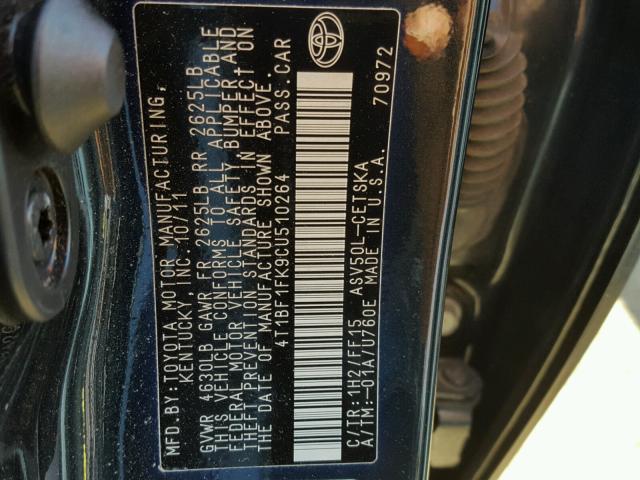 MFD.BY:TOYOTA MOTOR MANUFACTURING,
KENTUCKY, INC. 10/11
GVWR 4630LB GAWR FR 2625LB RR 2625LB
THIS VEHICLE CONFORMS TO ALL APPLICABLE
FEDERAL MOTOR VEHICLE SAFETY BUMPER, AND
THEFT PREVENTION STANDARDS IN EFFECT ON
THE DATE OF MANUFACTURE SHOWN ABOVE.
4T1BF1FK9CU510264 PASS. CAR
C/TR:1H2/FF15 ASV50L-CETSKA
A/TM:-01A/U760E MADE IN U.S.A.
70972